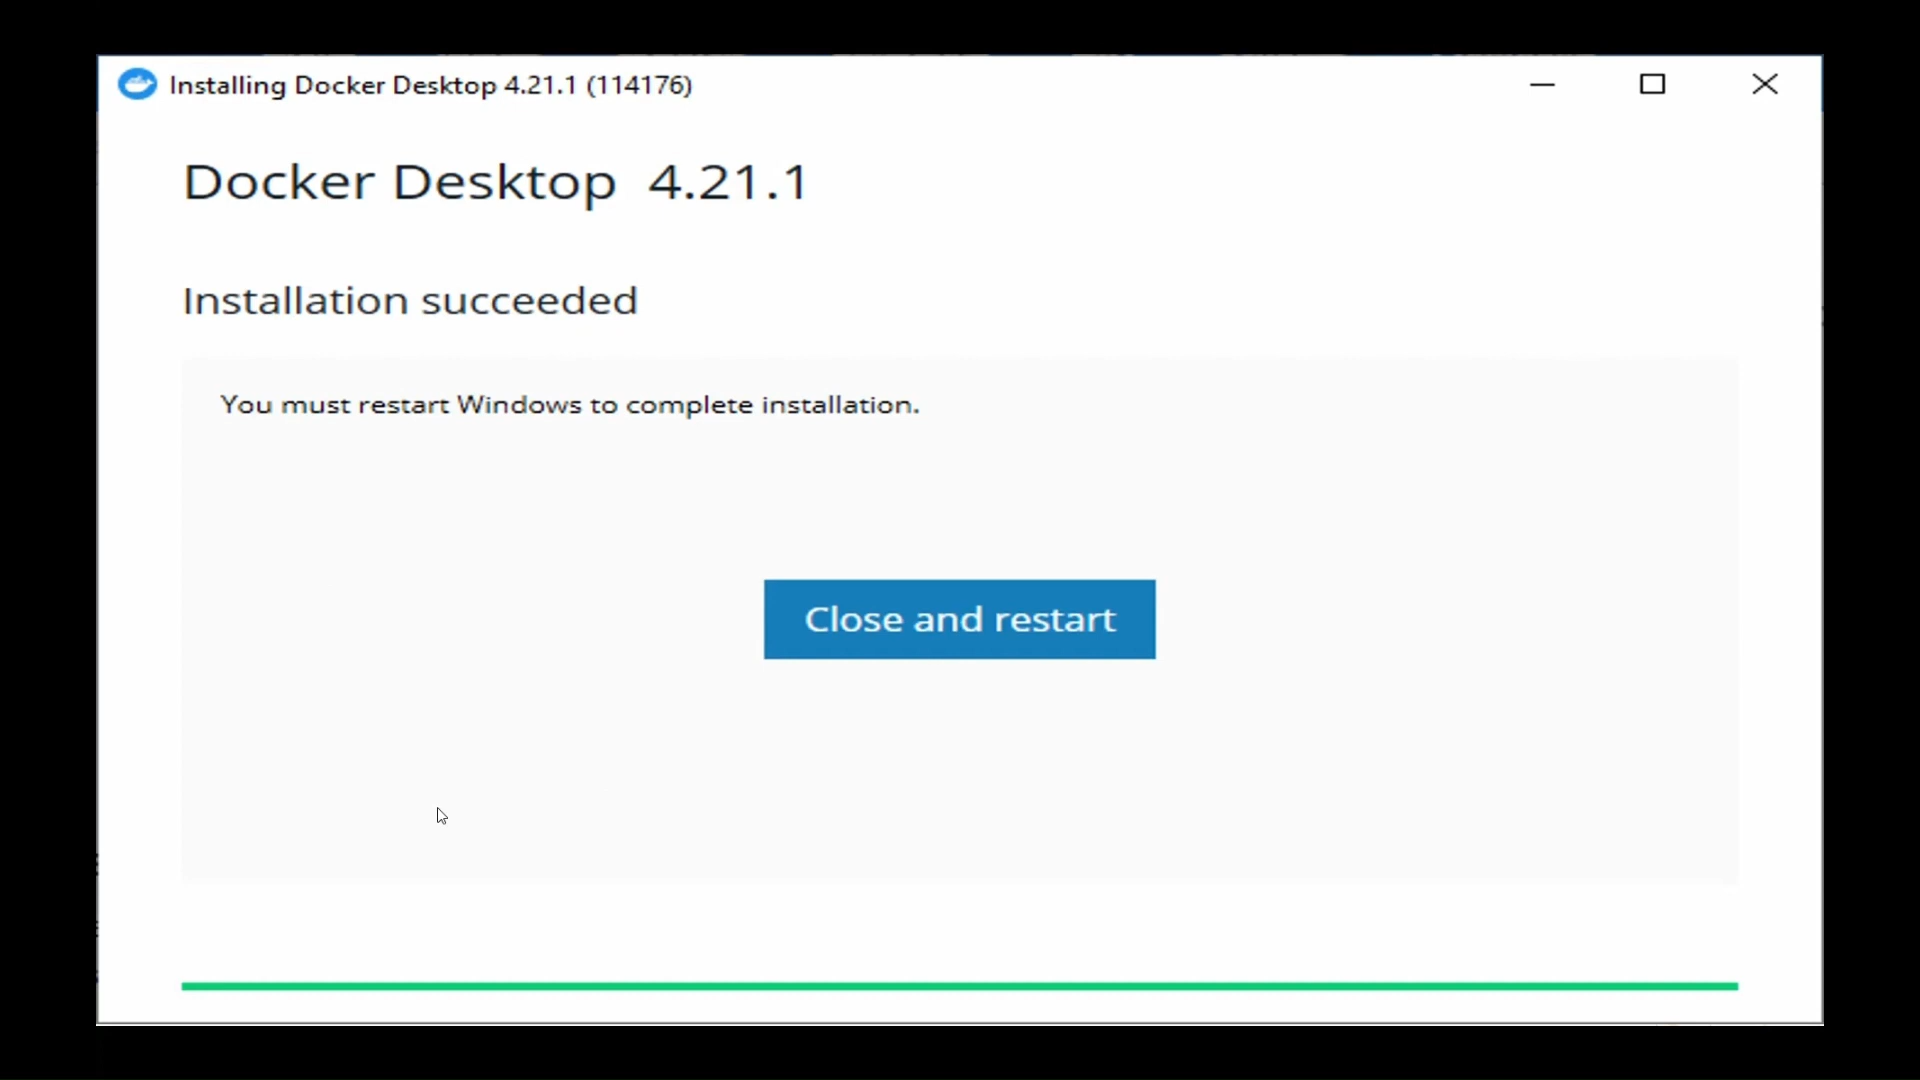 Installing Docker Desktop 4.21.1 (114176)
Docker Desktop 4.21.1
Installation succeeded
You must restart Windows to complete installation.
Close and restart